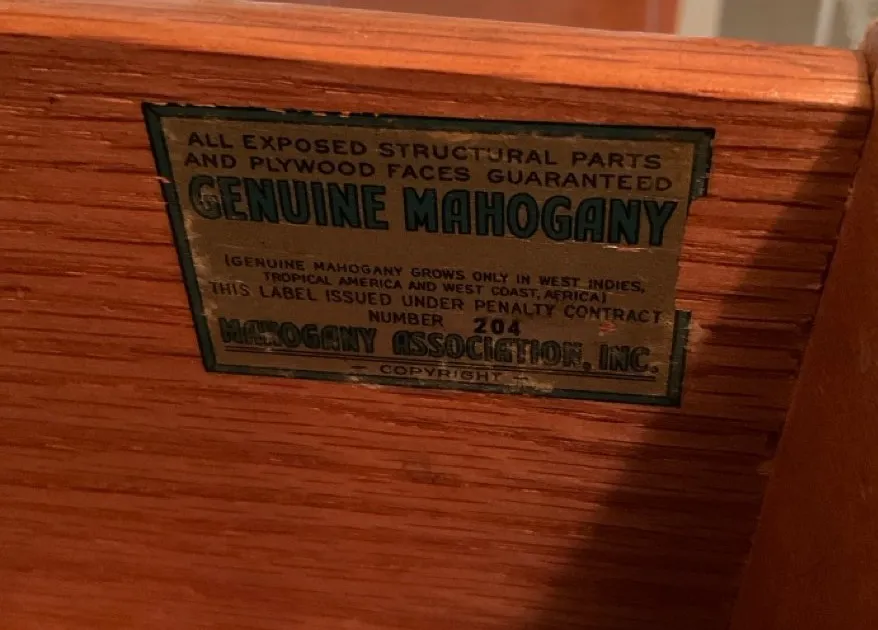 ALL EXPOSED STRUCTURAL PARTS
AND PLYWOOD FACES GUARANTEED
GENUINE MAHOGANY
(GENUINE MAHOGANY GROWS ONLY IN WEST INDIES,
TROPICAL AMERICA AND WEST COAST, AFRICA)
THIS LABEL ISSUED UNDER PENALTY CONTRACT
NUMBER 204
MAHOGANY ASSOCIATION, INC.
— COPYRIGHT —